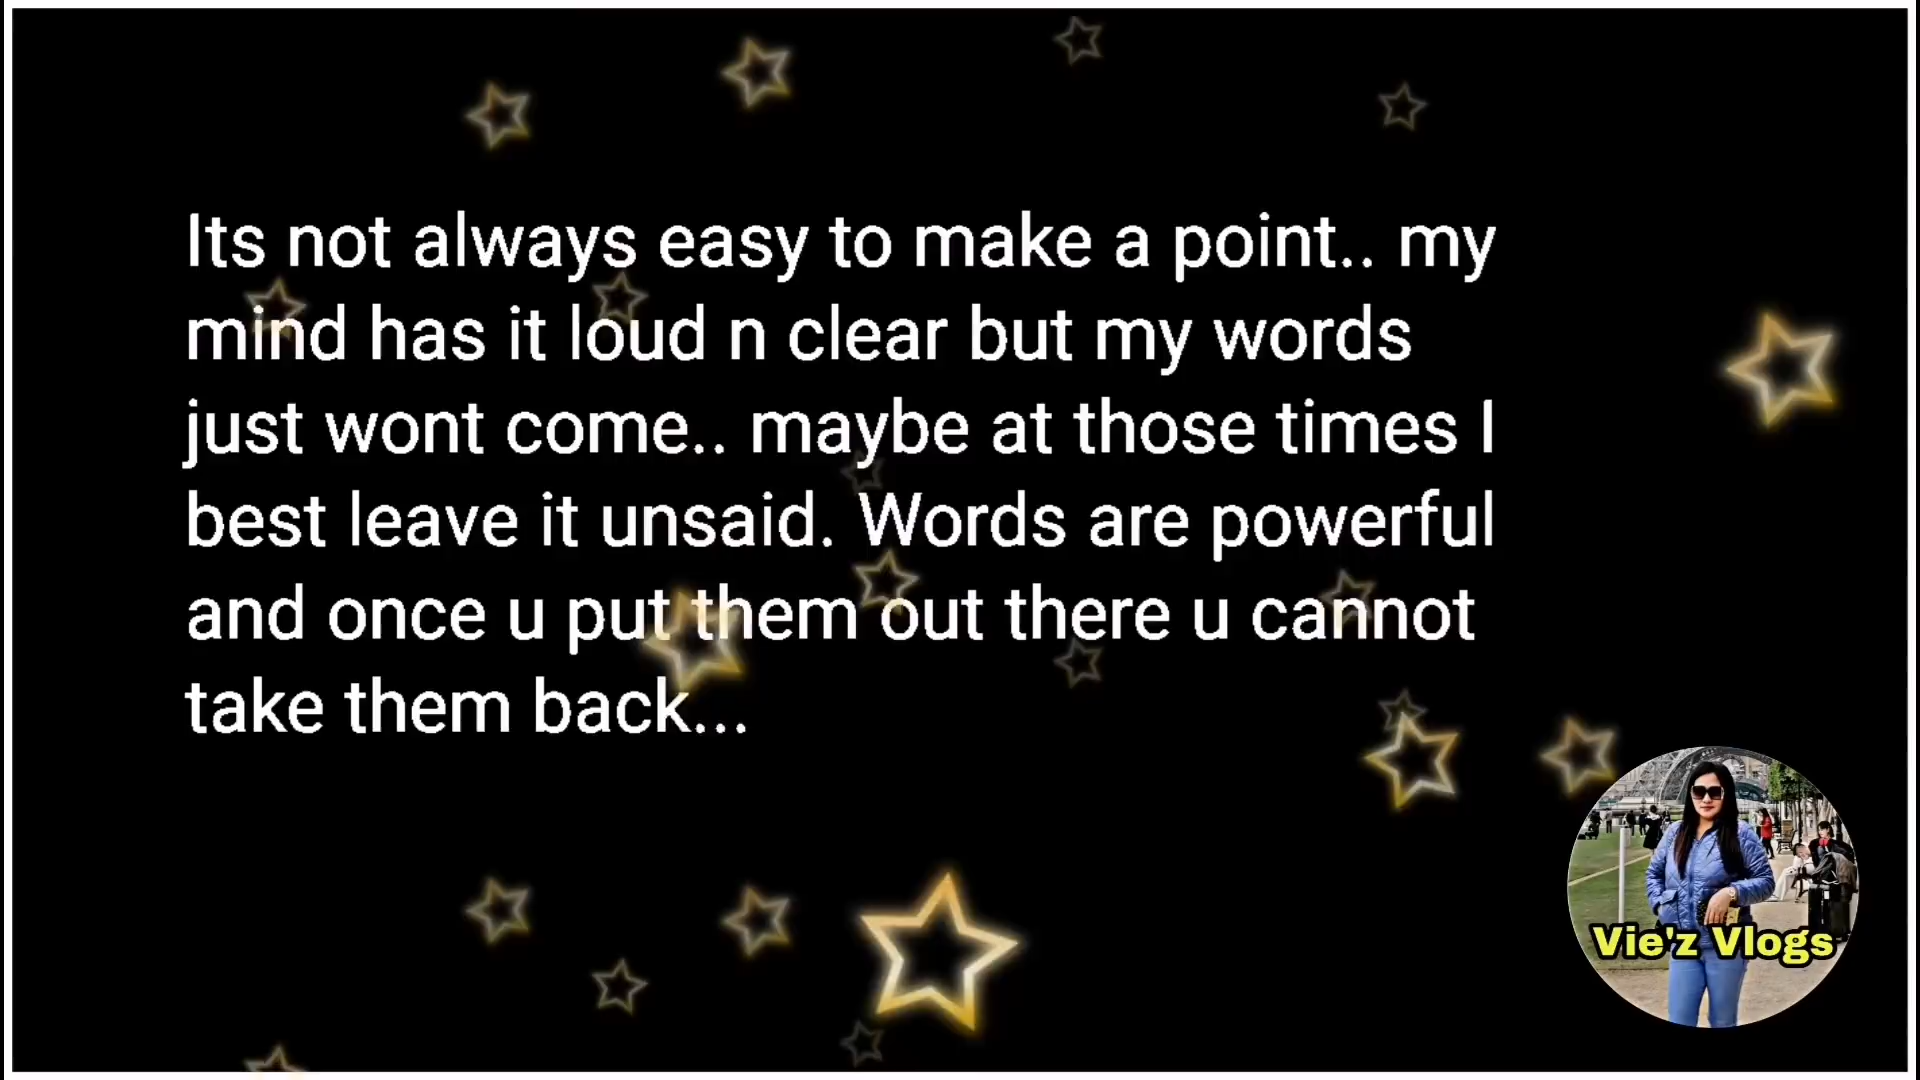 Its not always easy to make a point.. my
mind has it loud n clear but my words
just wont come.. maybe at those times I
best leave it unsaid. Words are powerful
and once u put them out there u cannot
take them back...
Vie'z Vlogs